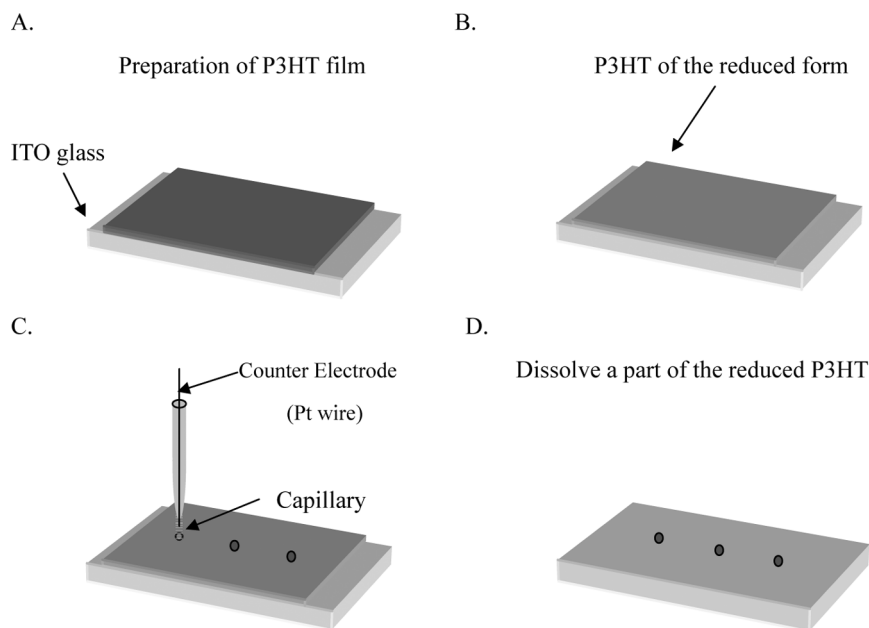 A.
Preparation of P3HT film
ITO glass
B.
P3HT of the reduced form
C.
Counter Electrode
(Pt wire)
Capillary
D.
Dissolve a part of the reduced P3HT